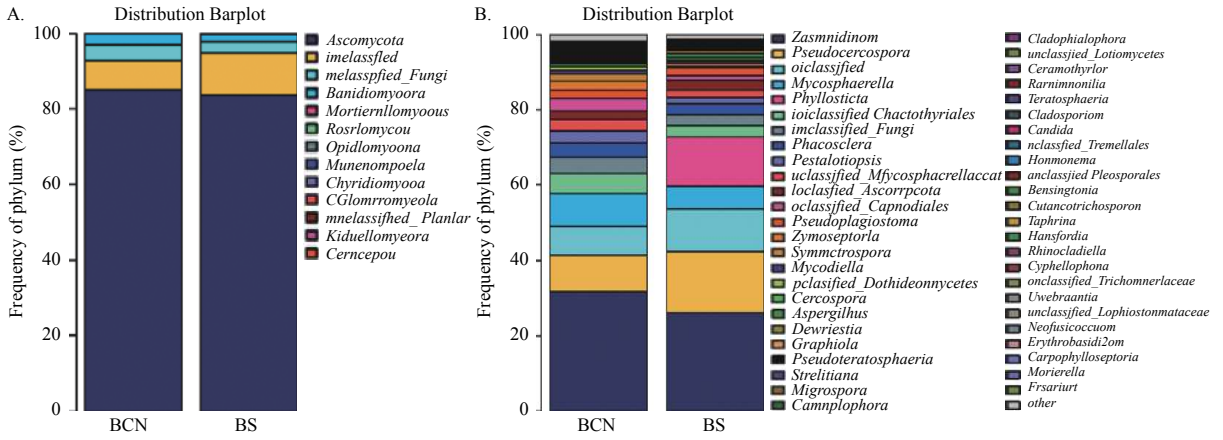 A.
Distribution Barplot
Frequency of phylum (%)
100
80
60
40
20
0
BCN
BS
Ascomycota
imelassfled
melasspfied_Fungi
Banidiomyoora
Mortiernllomyoous
Rosrlomycou
Opidlomyoona
Munenompoela
Chyridiomyooa
CGlomrromyeola
mnelassifhed_ Planlar
Kiduellomyeora
Cerncepou
B.
Distribution Barplot
Frequency of phylum (%)
100
80
60
40
20
0
BCN
BS
Zasmnidinom
Pseudocercospora
oiclassjfied
Mycosphaerella
Phyllosticta
ioiclassified Chactothyriales
imclassified_Fungi
Phacosclera
Pestalotiopsis
uclassified_Mfycosphacrellaccat
loclasfied_Ascorrpcota
oclassjfied_Capnodiales
Pseudoplagiostoma
Zymoseptorla
Symmctrospora
Mycodiella
pclasified_Dothideonnycetes
Cercospora
Aspergilhus
Dewriestia
Graphiola
Pseudoteratosphaeria
Strelitiana
Migrospora
Camnplophora
Cladophialophora
unclassjied_Lotiomycetes
Ceramothyrlor
Rarnimnonilia
Teratosphaeria
Cladosporiom
Candida
nclassfied_Tremellales
Honmonema
anclassjied Pleosporales
Bensingtonia
Cutancotrichosporon
Taphrina
Hansfordia
Rhinocladiella
Cyphellophona
onclassified_Trichomnerlaceae
Uwebraantia
unclassjfied_Lophiostonmataceae
Neofusicoccuom
Erythrobasidi2om
Carpophylloseptoria
Morierella
Frsariurt
other